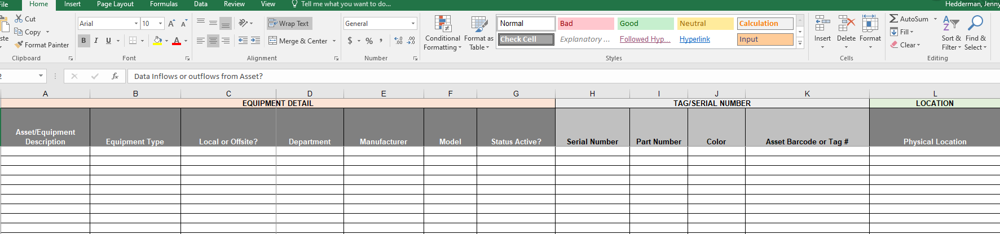 File Home Insert Page Layout Formulas Data Review View Tell me what you want to do... Hedderman, Jenny
Cut
Copy
Format Painter
Clipboard
Arial 10 A A
B I U A
Font
Wrap Text
Merge & Center
Alignment
General
$ % ,
Number
Conditional Formatting
Format as Table
Normal Bad Good Neutral Calculation
Check Cell Explanatory ... Followed Hyp... Hyperlink Input
Styles
Insert Delete Format
Cells
AutoSum
Fill
Clear
Sort & Filter
Find & Select
Editing
2 fx Data Inflows or outflows from Asset?
A B C D E F G H I J K L
EQUIPMENT DETAIL TAG/SERIAL NUMBER LOCATION
Asset/Equipment
Description Equipment Type Local or Offsite? Department Manufacturer Model Status Active? Serial Number Part Number Color Asset Barcode or Tag # Physical Location